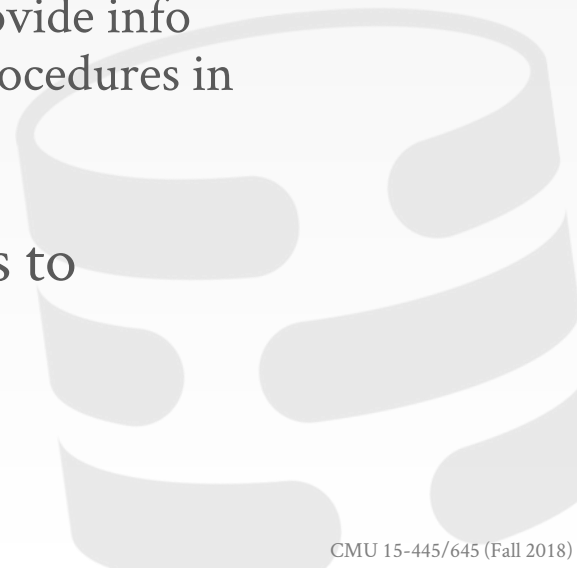 ovide info
ocedures in
s to
CMU 15-445/645 (Fall 2018)